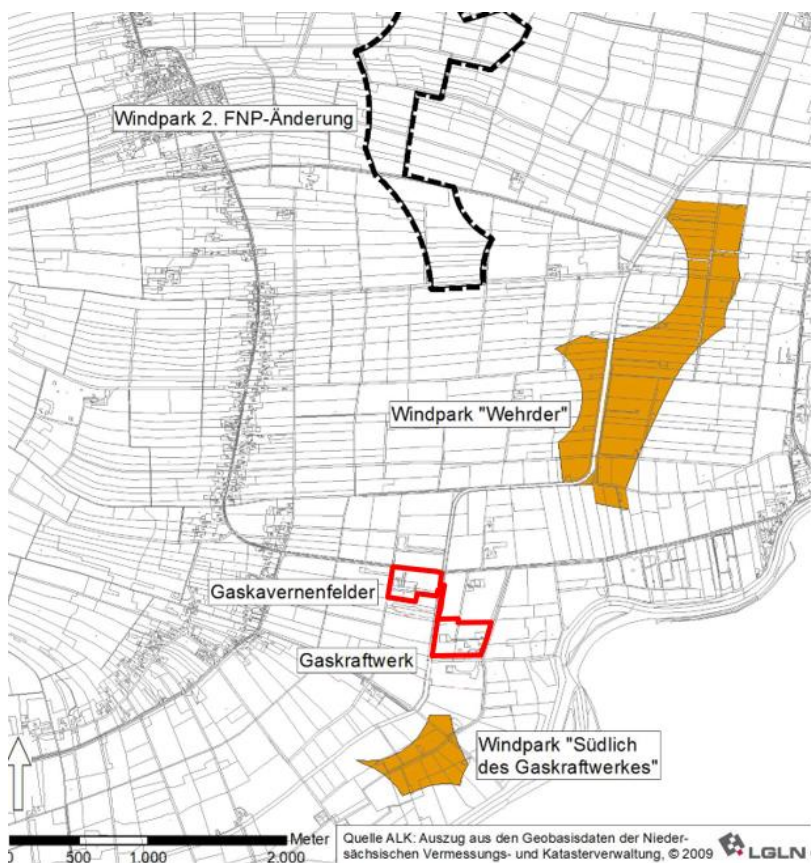 Windpark 2. FNP-Änderung
Windpark "Wehrder"
Gaskavernenfelder
Gaskraftwerk
Windpark "Südlich
des Gaskraftwerkes"
Meter
0 500 1.000 2.000
Quelle ALK: Auszug aus den Geobasisdaten der Nieder-
sächsischen Vermessungs- und Katasterverwaltung, © 2009
LGLN